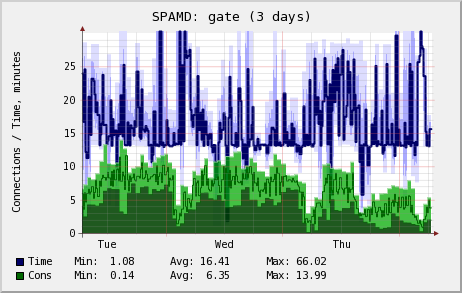 SPAMD: gate (3 days)
Connections / Time, minutes
25
20
15
10
5
0
Tue Wed Thu
Time Min: 1.08 Avg: 16.41 Max: 66.02
Cons Min: 0.14 Avg: 6.35 Max: 13.99